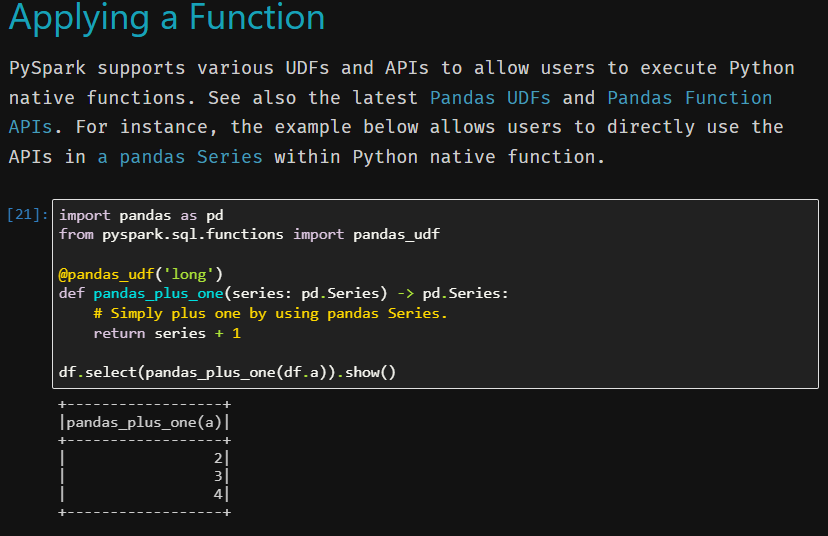 Applying a Function
PySpark supports various UDFs and APIs to allow users to execute Python
native functions. See also the latest Pandas UDFs and Pandas Function
APIs. For instance, the example below allows users to directly use the
APIs in a pandas Series within Python native function.
[21]: import pandas as pd
from pyspark.sql.functions import pandas_udf
@pandas_udf('long')
def pandas_plus_one(series: pd.Series) -> pd.Series:
    # Simply plus one by using pandas Series.
    return series + 1
df.select(pandas_plus_one(df.a)).show()
+------------------+
|pandas_plus_one(a)|
+------------------+
|                 2|
|                 3|
|                 4|
+------------------+